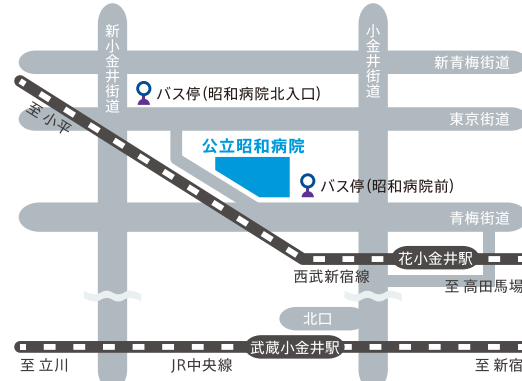 新小金井街道
小金井街道
新青梅街道
バス停(昭和病院北入口)
至 小平
東京街道
公立昭和病院
バス停(昭和病院前)
青梅街道
花小金井駅
西武新宿線
至 高田馬場
北口
武蔵小金井駅
至 立川
JR中央線
至 新宿